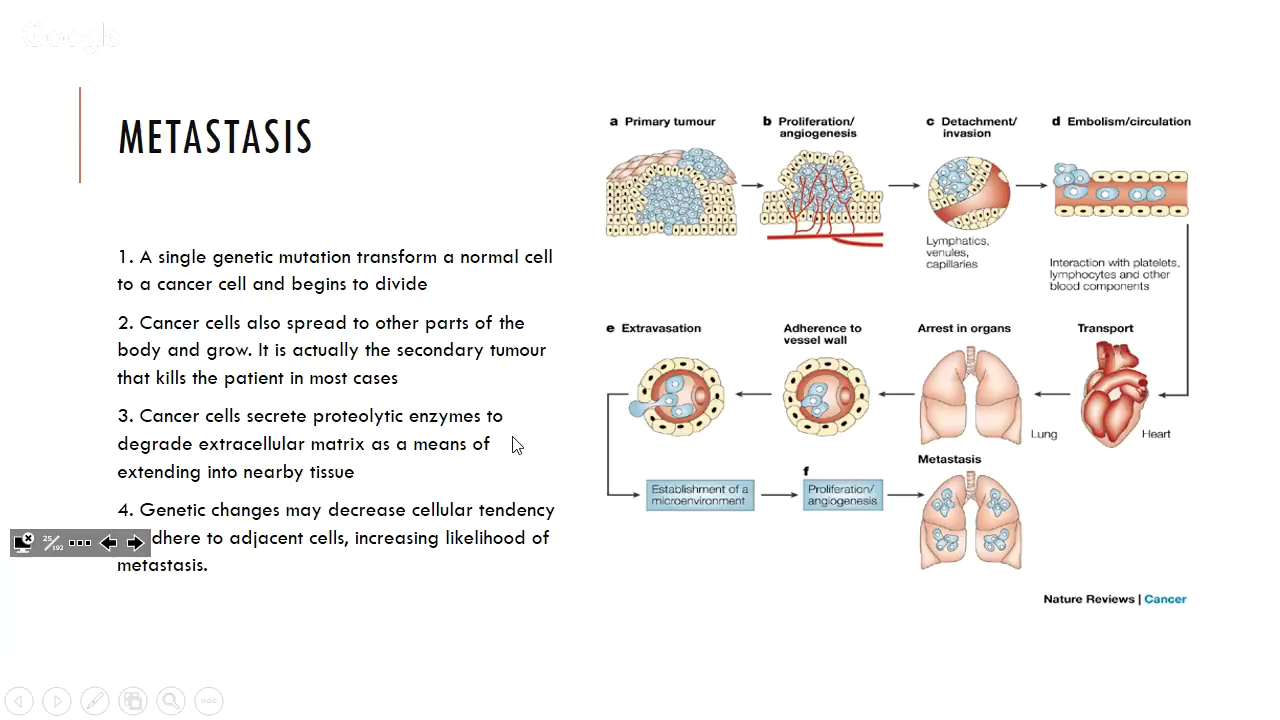 Google
METASTASIS
1. A single genetic mutation transform a normal cell
to a cancer cell and begins to divide
2. Cancer cells also spread to other parts of the
body and grow. It is actually the secondary tumour
that kills the patient in most cases
3. Cancer cells secrete proteolytic enzymes to
degrade extracellular matrix as a means of
extending into nearby tissue
4. Genetic changes may decrease cellular tendency
dhere to adjacent cells, increasing likelihood of
metastasis.
25/192
a Primary tumour
b Proliferation/
angiogenesis
c Detachment/
invasion
Lymphatics,
venules,
capillaries
d Embolism/circulation
Interaction with platelets,
lymphocytes and other
blood components
e Extravasation
Adherence to
vessel wall
Arrest in organs
Lung
Transport
Heart
Establishment of a
microenvironment
f
Proliferation/
angiogenesis
Metastasis
Nature Reviews | Cancer